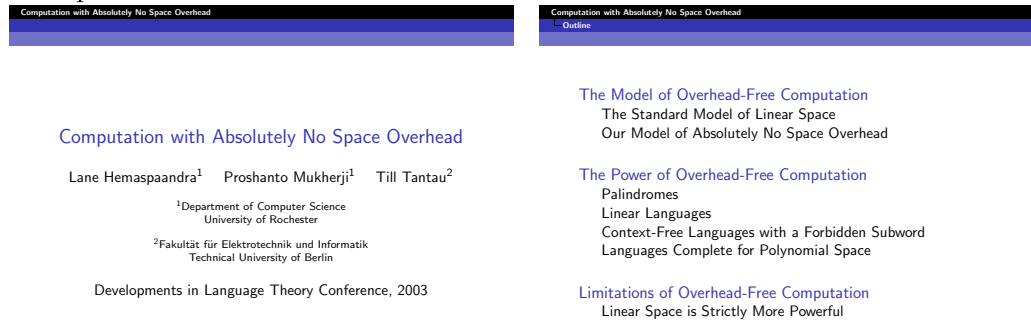 Computation with Absolutely No Space Overhead
Computation with Absolutely No Space Overhead
Lane Hemaspaandra1 Proshanto Mukherji1 Till Tantau2
1Department of Computer Science
University of Rochester
2Fakultät für Elektrotechnik und Informatik
Technical University of Berlin
Developments in Language Theory Conference, 2003
Computation with Absolutely No Space Overhead
Outline
The Model of Overhead-Free Computation
The Standard Model of Linear Space
Our Model of Absolutely No Space Overhead
The Power of Overhead-Free Computation
Palindromes
Linear Languages
Context-Free Languages with a Forbidden Subword
Languages Complete for Polynomial Space
Limitations of Overhead-Free Computation
Linear Space is Strictly More Powerful